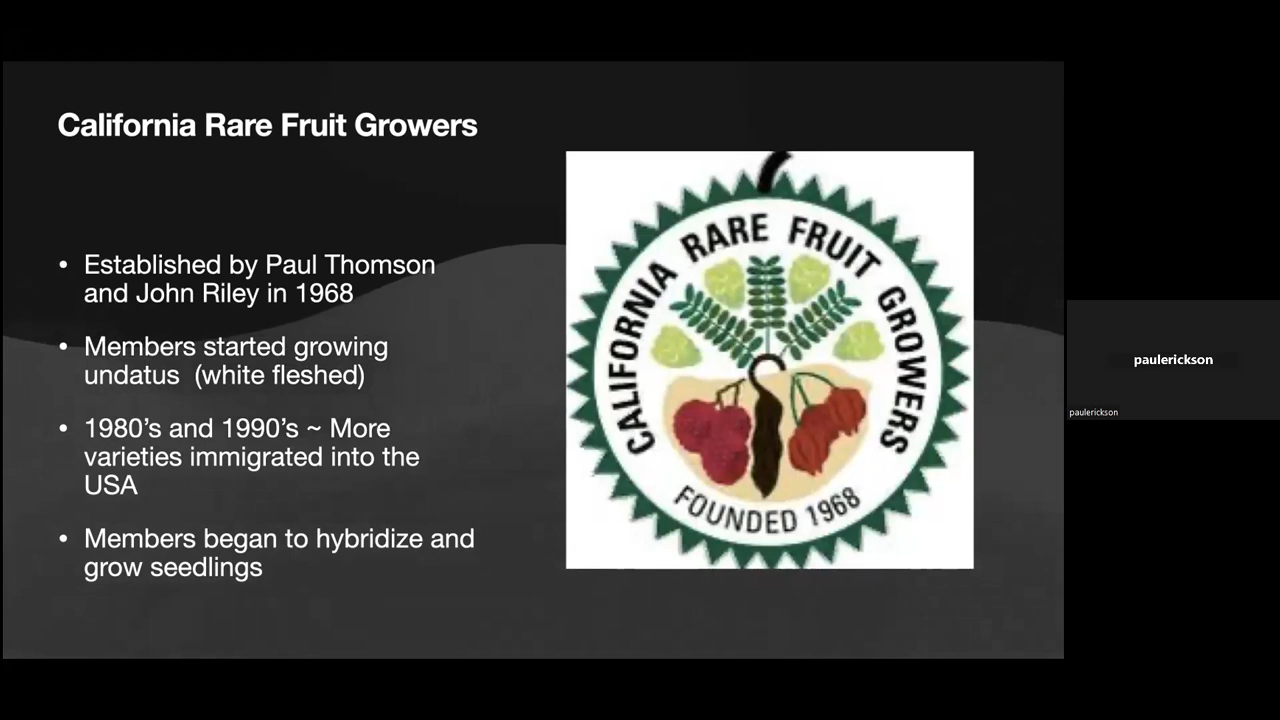 California Rare Fruit Growers
• Established by Paul Thomson
and John Riley in 1968
• Members started growing
undatus  (white fleshed)
• 1980’s and 1990’s ~ More
varieties immigrated into the
USA
• Members began to hybridize and
grow seedlings
CALIFORNIA RARE FRUIT GROWERS
FOUNDED 1968
paulerickson
paulerickson